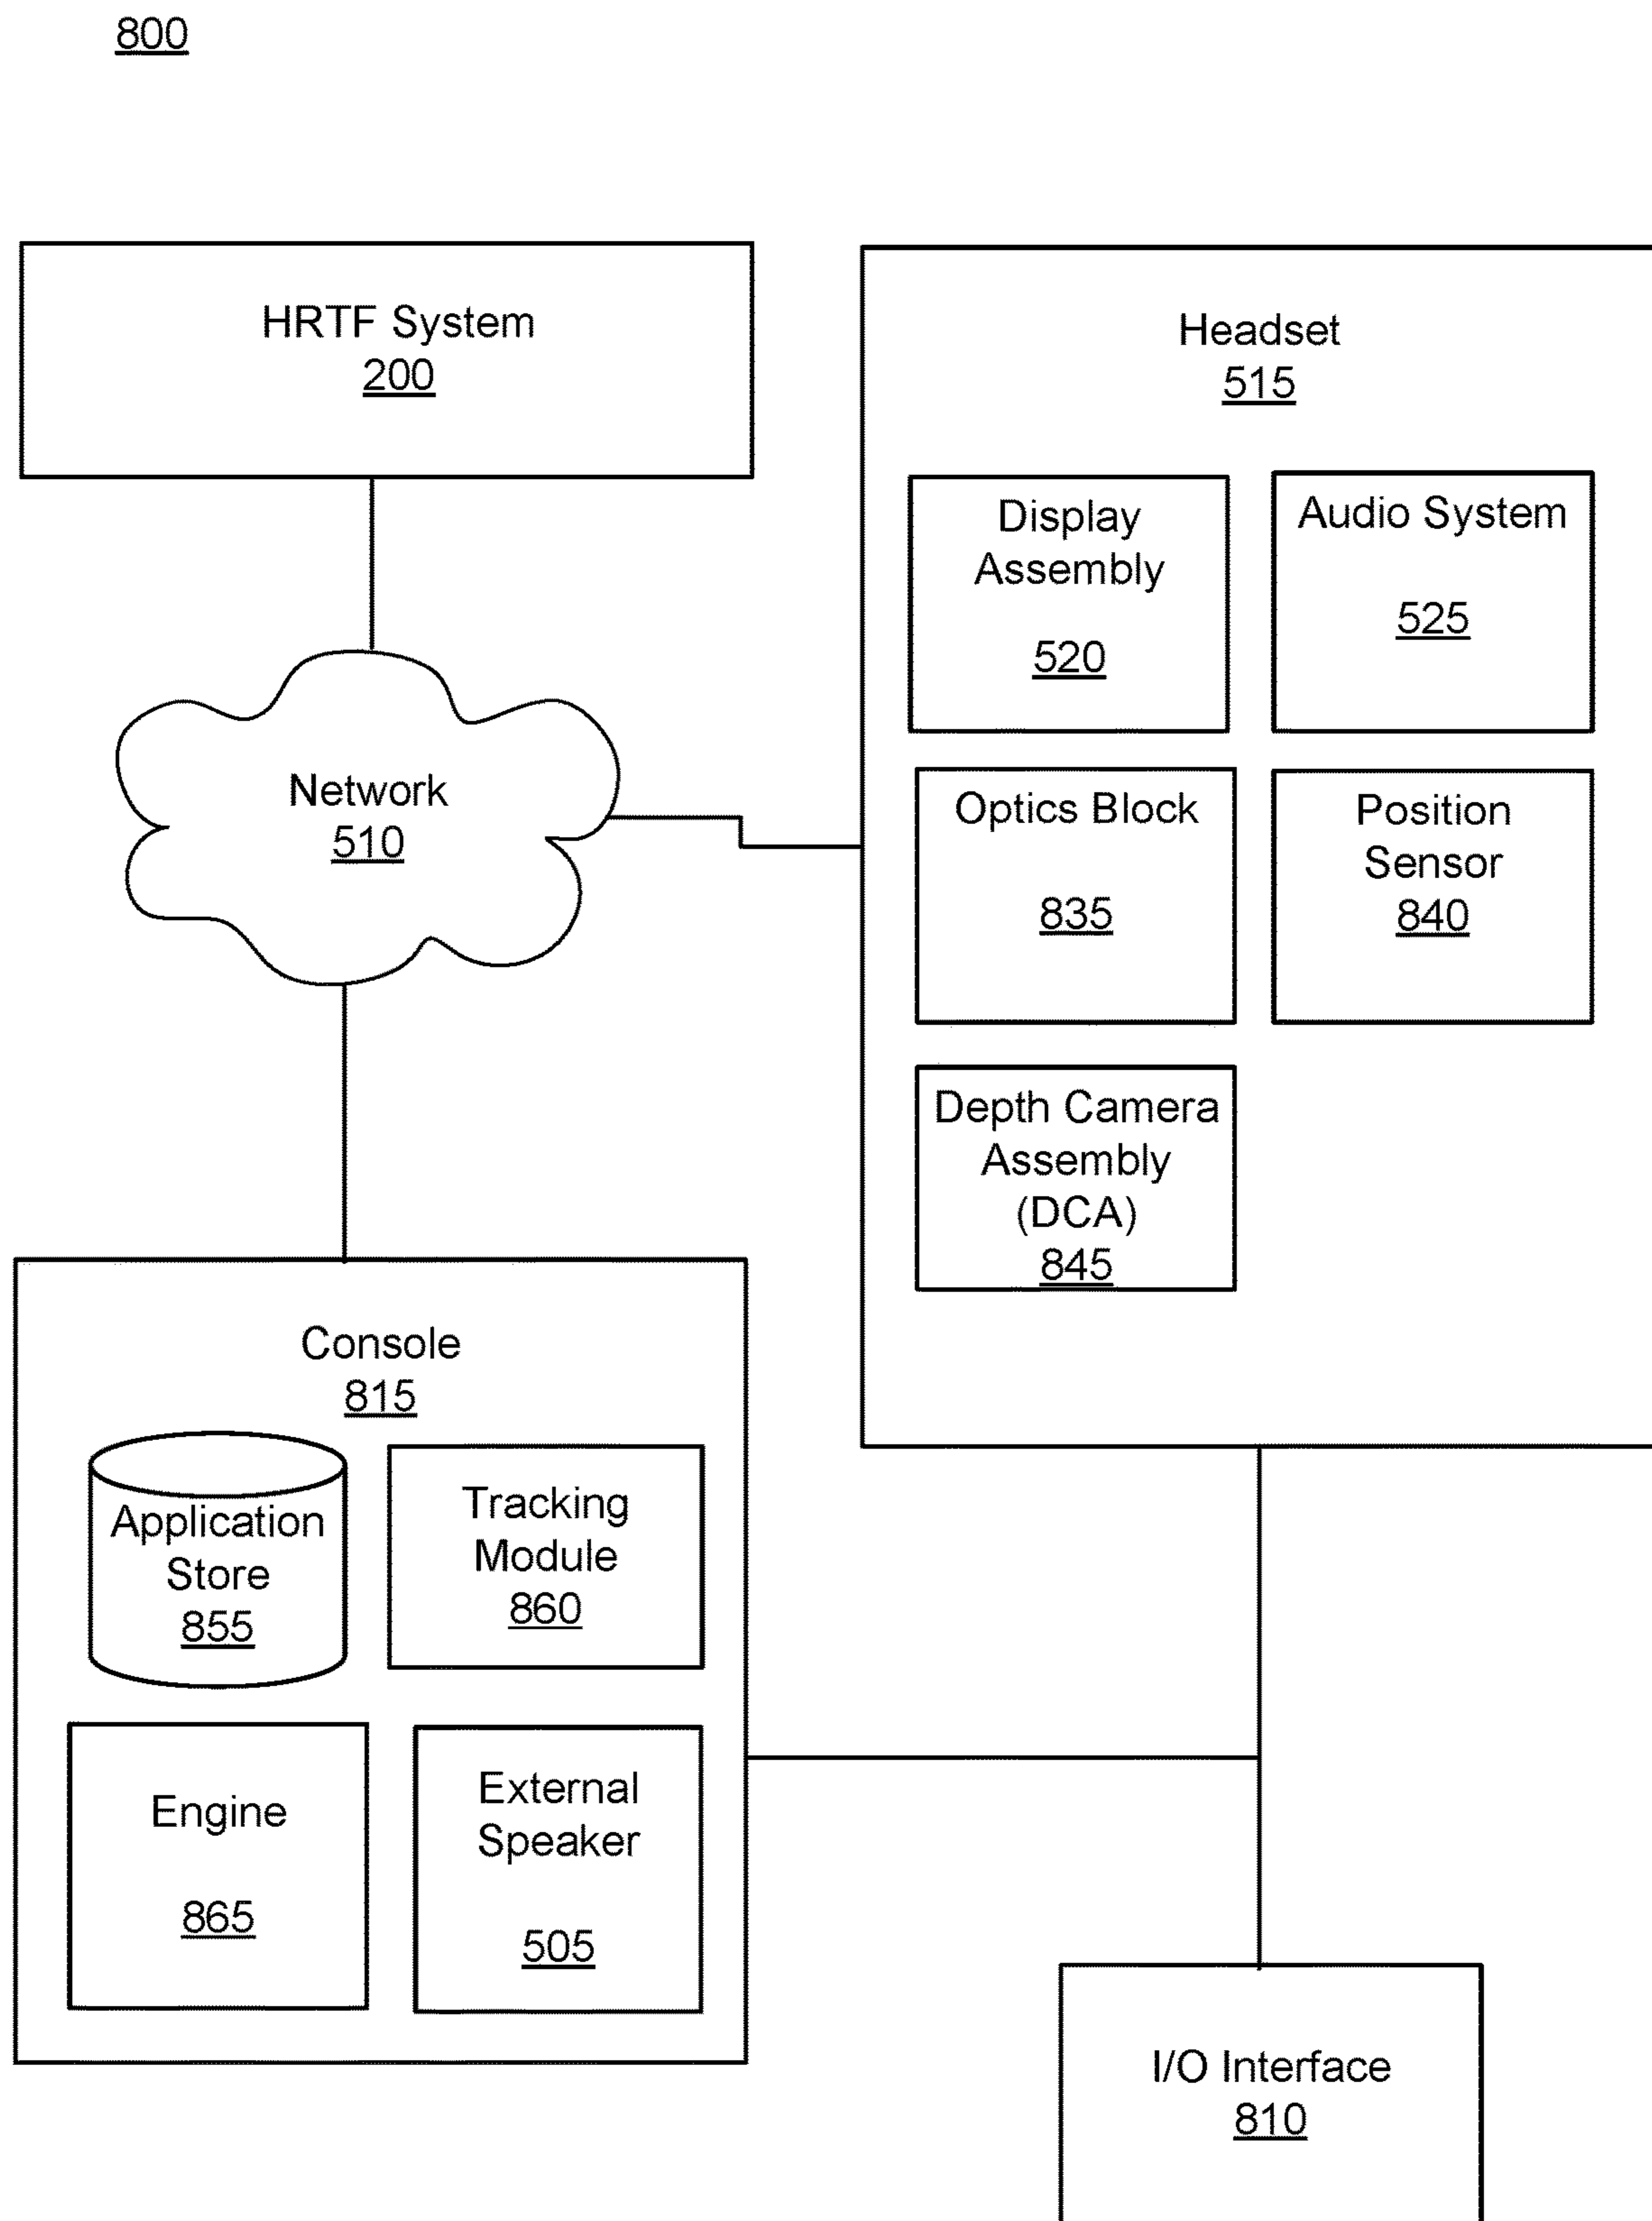 800
HRTF System
200
Headset
515
Display
Assembly
520
Audio System
525
Optics Block
835
Position
Sensor
840
Depth Camera
Assembly
(DCA)
845
Network
510
Console
815
Application
Store
855
Tracking
Module
860
Engine
865
External
Speaker
505
I/O Interface
810